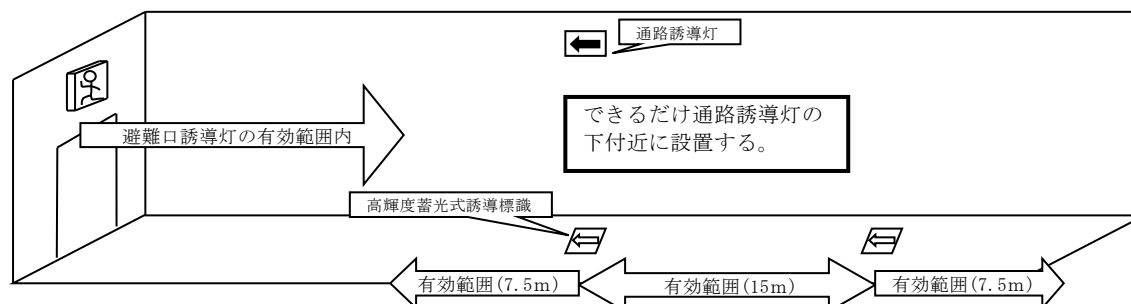 通路誘導灯
できるだけ通路誘導灯の
下付近に設置する。
避難口誘導灯の有効範囲内
高輝度蓄光式誘導標識
有効範囲(7.5m)
有効範囲(15m)
有効範囲(7.5m)